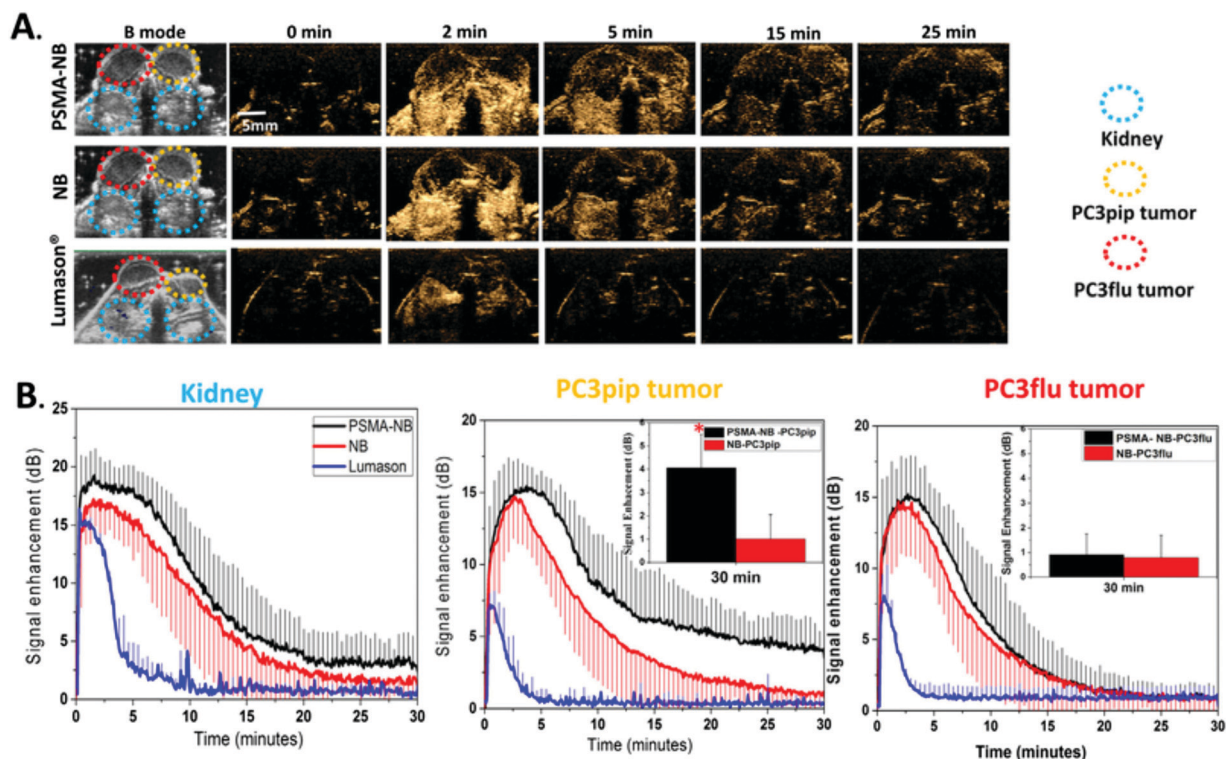 A.
B mode
0 min
2 min
5 min
15 min
25 min
PSMA-NB
5mm
NB
Lumason®
Kidney
PC3pip tumor
PC3flu tumor
B.
Kidney
25
20
15
10
5
0
Signal enhancement (dB)
PSMA-NB
NB
Lumason
0 5 10 15 20 25 30
Time (minutes)
PC3pip tumor
20
15
10
5
0
Signal enhancement (dB)
6
5
4
3
2
1
0
Signal Enhacement (dB)
*
PSMA-NB -PC3pip
NB-PC3pip
30 min
0 5 10 15 20 25 30
Time (minutes)
PC3flu tumor
20
15
10
5
0
Signal enhancement (dB)
6
5
4
3
2
1
0
Signal Enhacement (dB)
PSMA- NB-PC3flu
NB-PC3flu
30 min
0 5 10 15 20 25 30
Time (minutes)